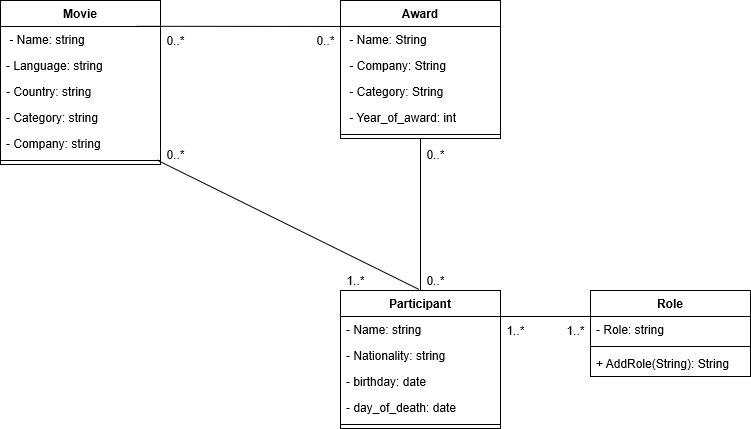 Movie
- Name: string
- Language: string
- Country: string
- Category: string
- Company: string
0..*
0..*
Award
- Name: String
- Company: String
- Category: String
- Year_of_award: int
0..*
0..*
1..*
0..*
Participant
- Name: string
- Nationality: string
- birthday: date
- day_of_death: date
1..*
1..*
Role
- Role: string
+ AddRole(String): String